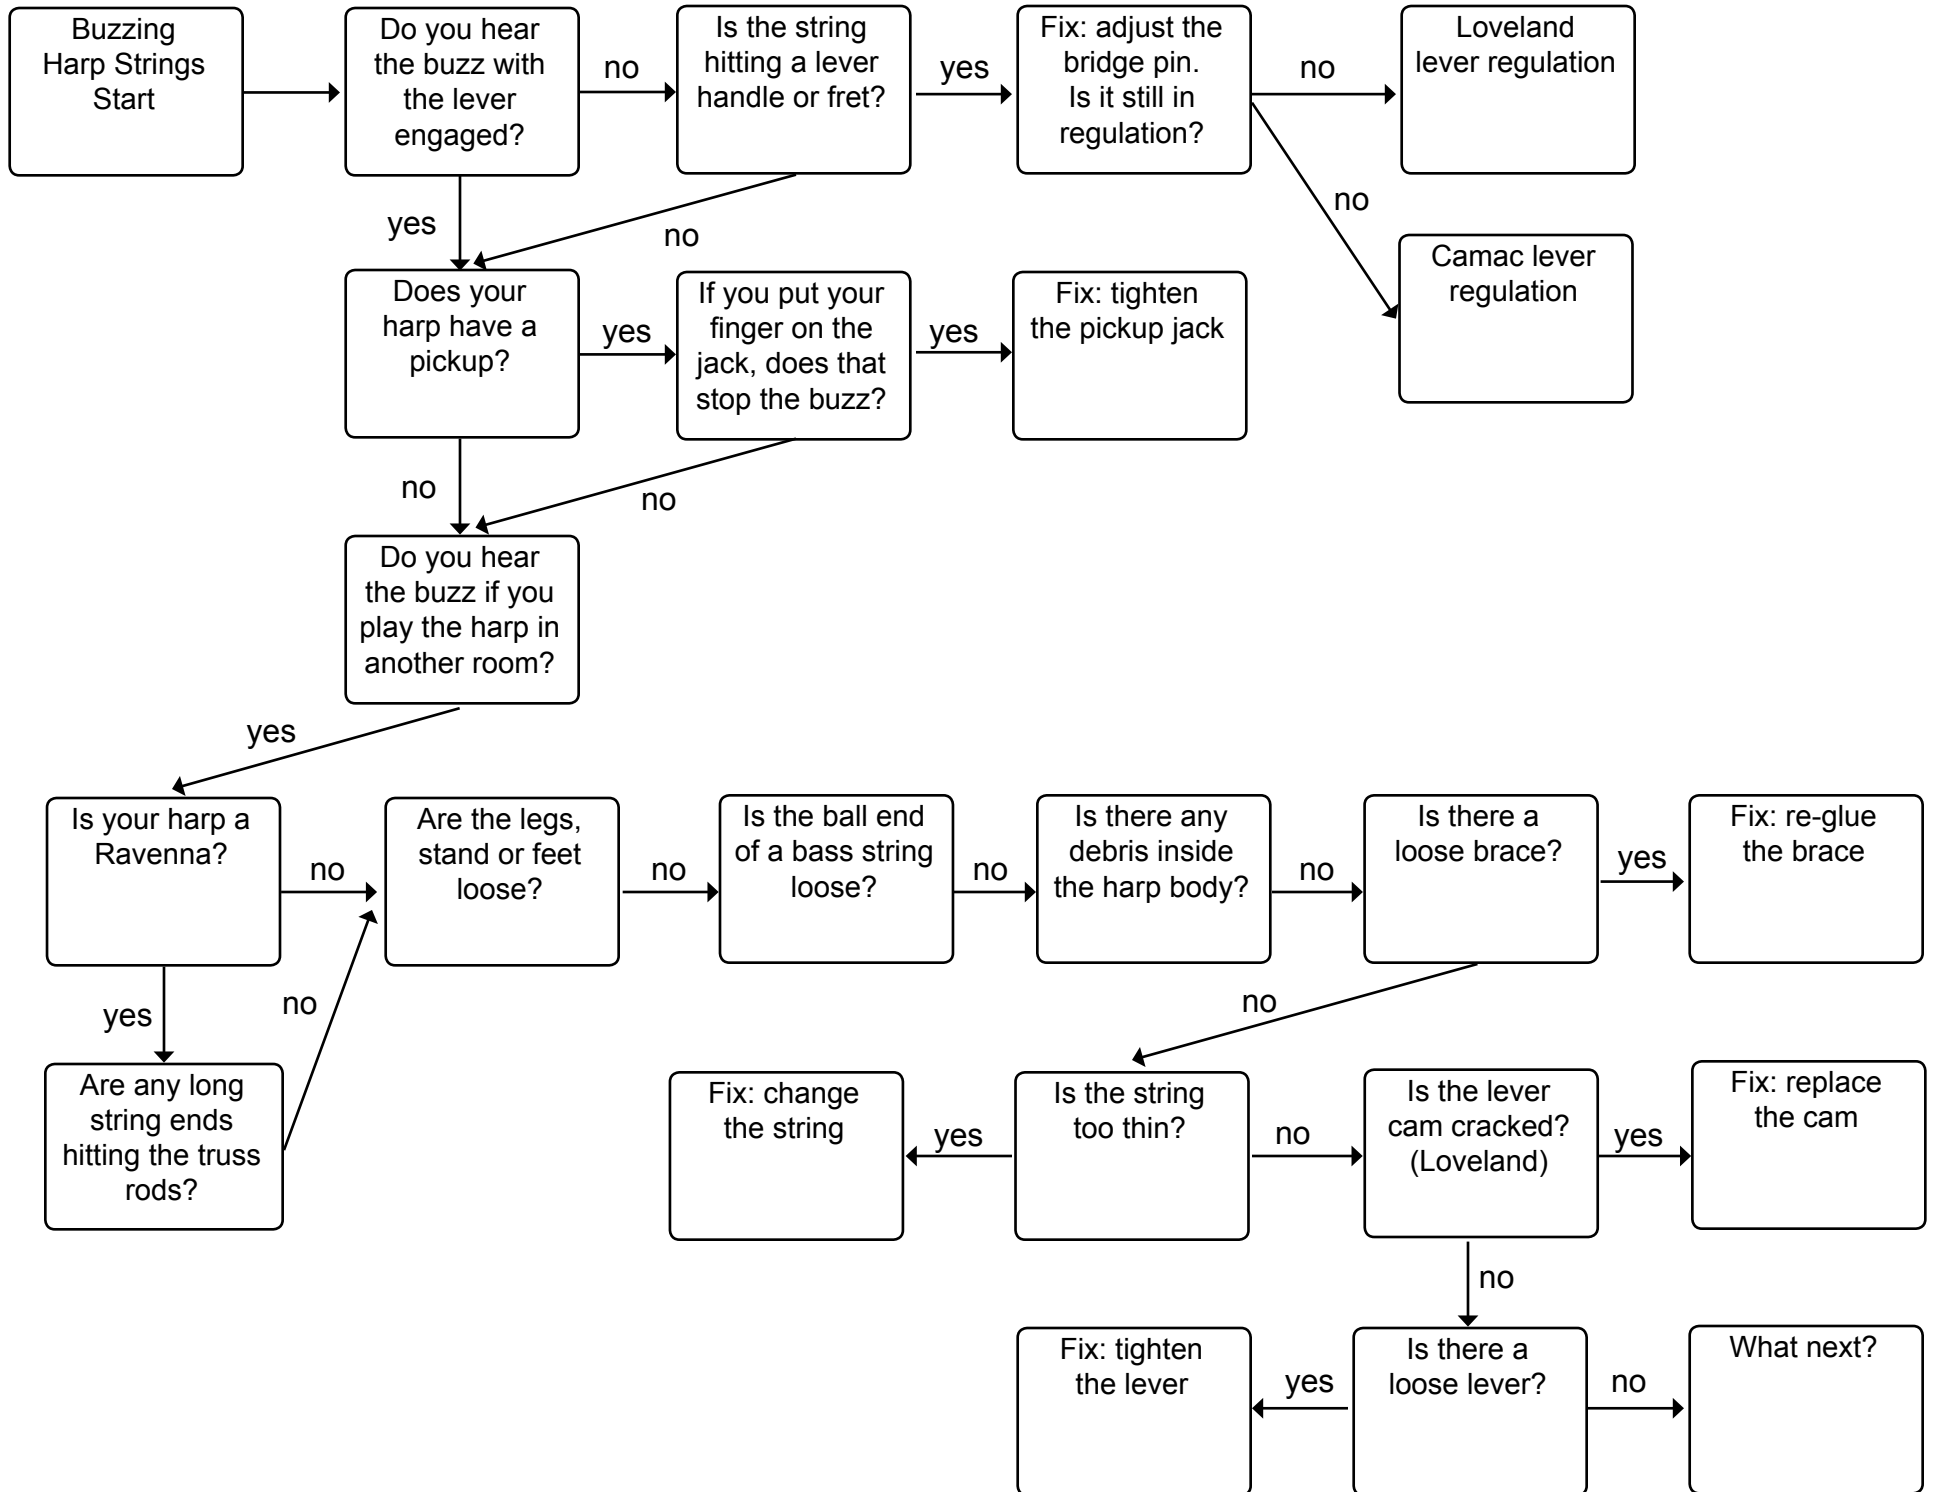 Buzzing
Harp Strings
Start
Do you hear
the buzz with
the lever
engaged?
no
Is the string
hitting a lever
handle or fret?
yes
Fix: adjust the
bridge pin.
Is it still in
regulation?
no
Loveland
lever regulation
no
Camac lever
regulation
yes
no
Does your
harp have a
pickup?
yes
If you put your
finger on the
jack, does that
stop the buzz?
yes
Fix: tighten
the pickup jack
no
no
Do you hear
the buzz if you
play the harp in
another room?
yes
Is your harp a
Ravenna?
no
Are the legs,
stand or feet
loose?
no
Is the ball end
of a bass string
loose?
no
Is there any
debris inside
the harp body?
no
Is there a
loose brace?
yes
Fix: re-glue
the brace
yes
no
no
Are any long
string ends
hitting the truss
rods?
Fix: change
the string
yes
Is the string
too thin?
no
Is the lever
cam cracked?
(Loveland)
yes
Fix: replace
the cam
no
Fix: tighten
the lever
yes
Is there a
loose lever?
no
What next?